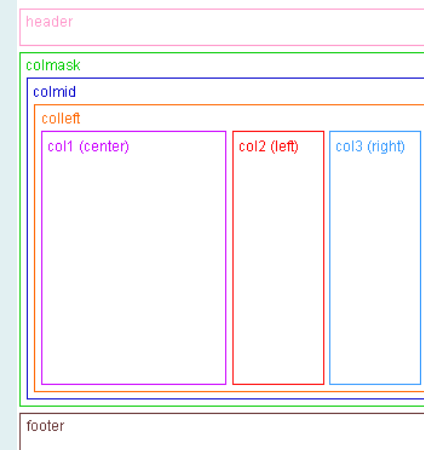 header
colmask
colmid
colleft
col1 (center)
col2 (left)
col3 (right)
footer